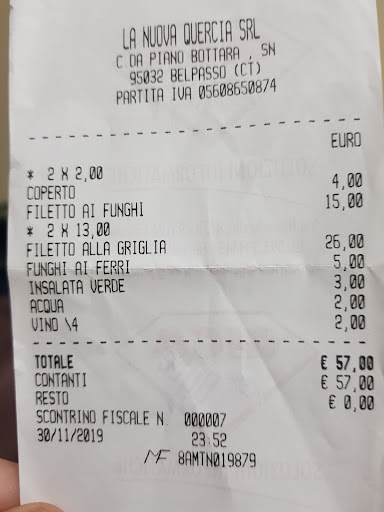 LA NUOVA QUERCIA SRL
C.DA PIANO BOTTARA , SN
95032 BELPASSO (CT)
PARTITA IVA 05608650874
EURO
* 2 X 2,00
COPERTO 4,00
FILETTO AI FUNGHI 15,00
* 2 X 13,00
FILETTO ALLA GRIGLIA 26,00
FUNGHI AI FERRI 5,00
INSALATA VERDE 3,00
ACQUA 2,00
VINO \4 2,00
TOTALE € 57,00
CONTANTI € 57,00
RESTO € 0,00
SCONTRINO FISCALE N. 000007
30/11/2019 23:52
MF 8AMTN019879